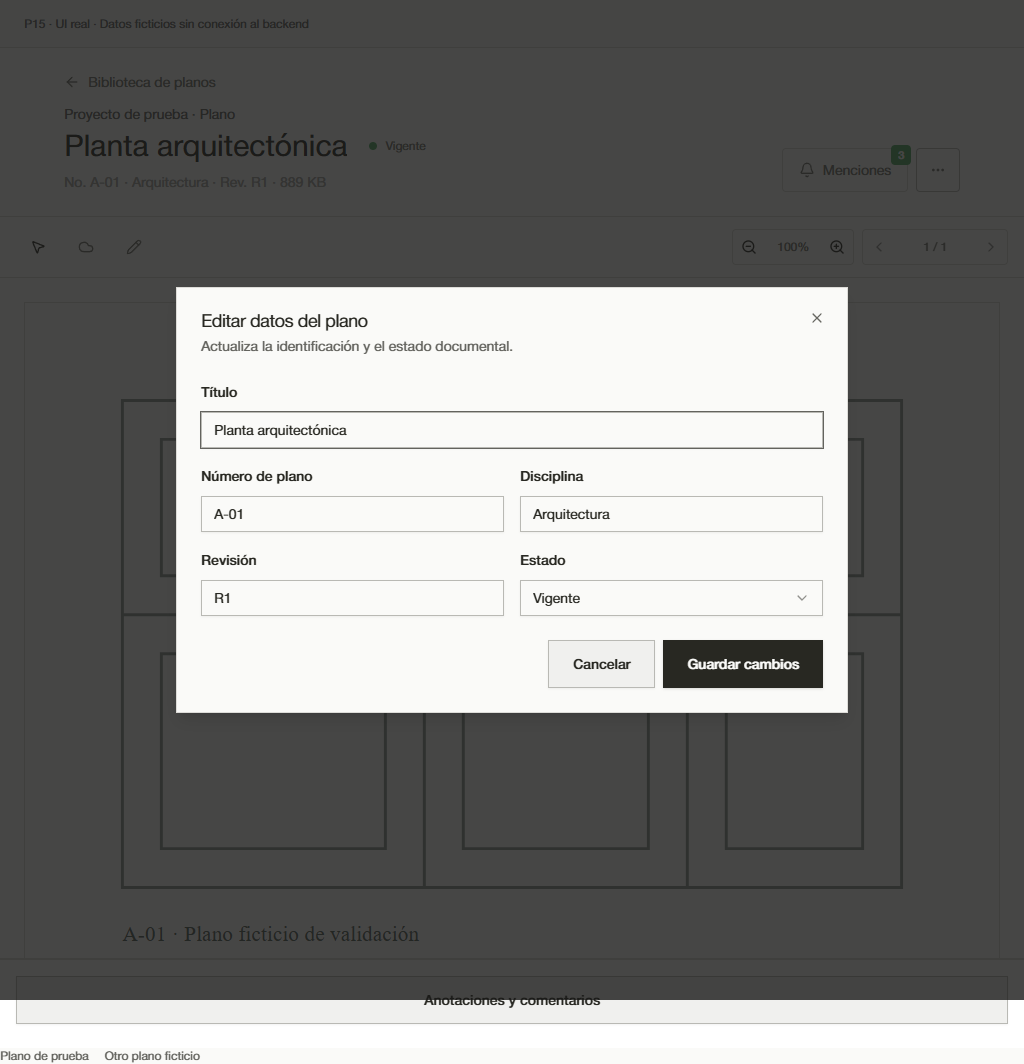 P15 · UI real · Datos ficticios sin conexión al backend
Biblioteca de planos
Proyecto de prueba · Plano
Planta arquitectónica
Vigente
No. A-01 · Arquitectura · Rev. R1 · 889 KB
Menciones
3
100%
1 / 1
Editar datos del plano
Actualiza la identificación y el estado documental.
Título
Planta arquitectónica
Número de plano
Disciplina
A-01
Arquitectura
Revisión
Estado
R1
Vigente
Cancelar
Guardar cambios
A-01 · Plano ficticio de validación
Anotaciones y comentarios
Plano de prueba
Otro plano ficticio